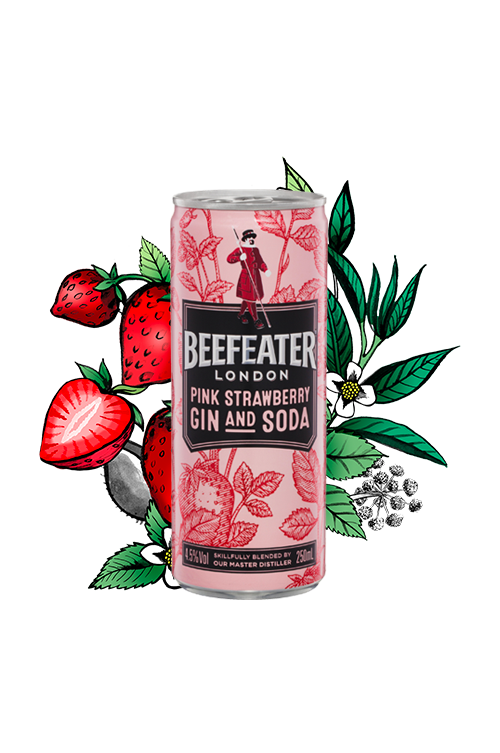 BEEFEATER
LONDON
PINK STRAWBERRY
GIN AND SODA
4.5%Vol
SKILLFULLY BLENDED BY
OUR MASTER DISTILLER
250mL